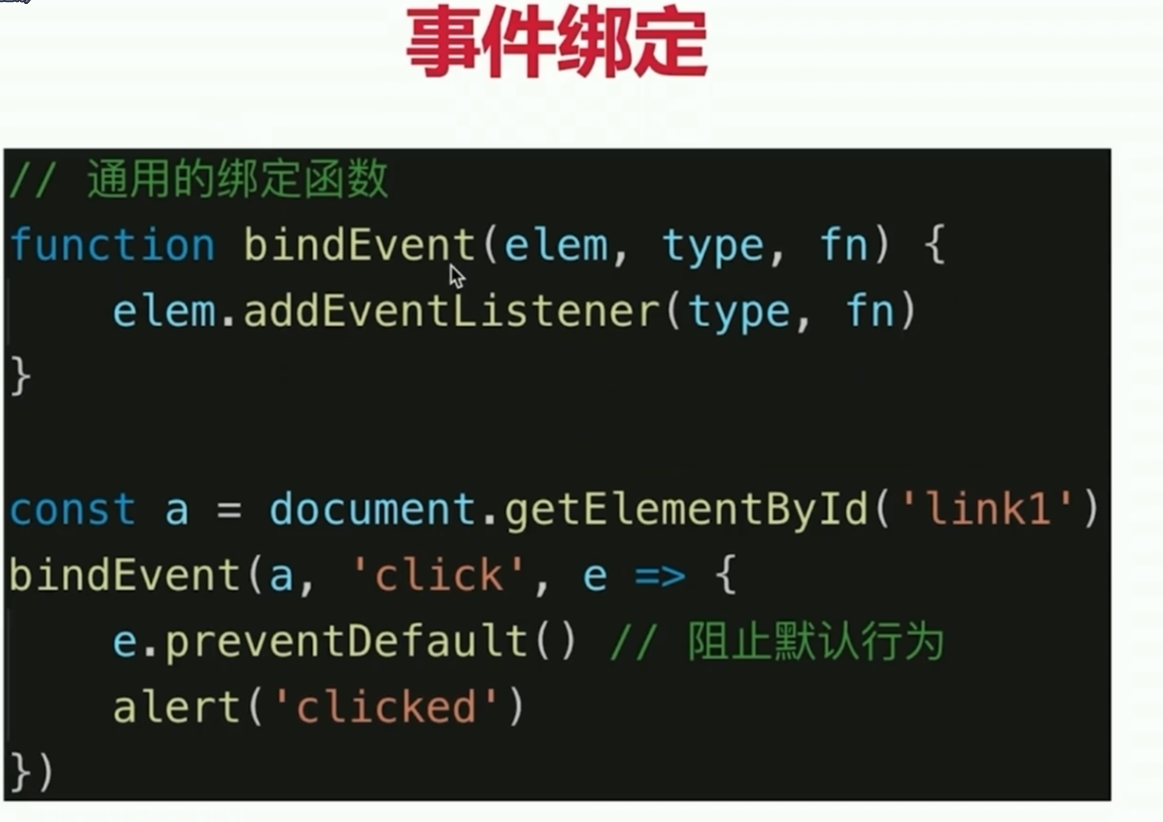 事件绑定
// 通用的绑定函数
function bindEvent(elem, type, fn) {
    elem.addEventListener(type, fn)
}
const a = document.getElementById('link1')
bindEvent(a, 'click', e => {
    e.preventDefault() // 阻止默认行为
    alert('clicked')
})